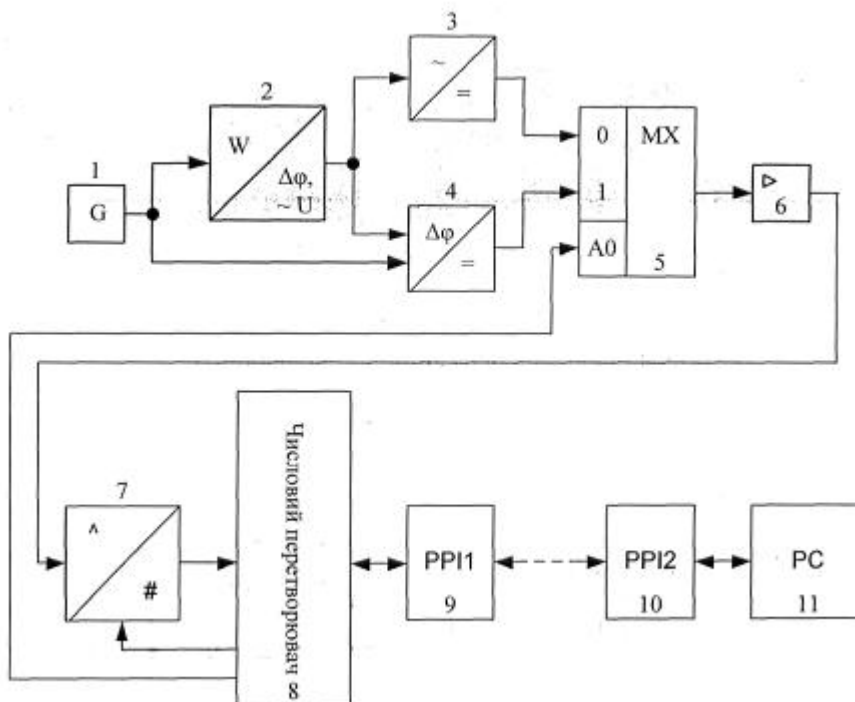 3
~
=
2
W
Δφ,
~ U
1
G
4
Δφ
=
0
MX
1
A0
5
▷
6
7
^
#
Числовий перетворювач 8
PPI1
9
PPI2
10
PC
11